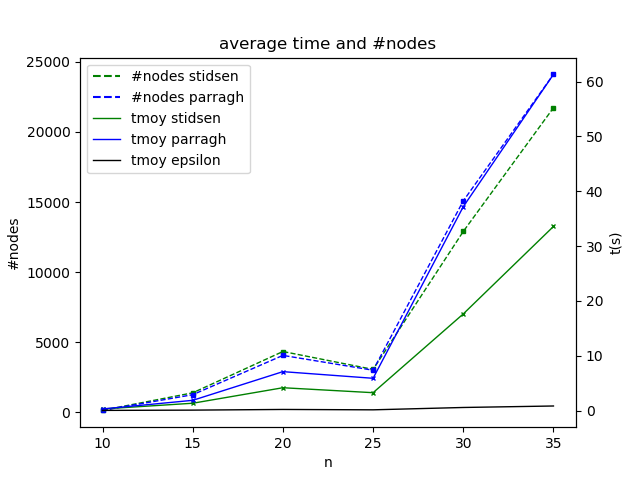 average time and #nodes
#nodes stidsen
#nodes parragh
tmoy stidsen
tmoy parragh
tmoy epsilon
25000
20000
15000
10000
5000
0
#nodes
60
50
40
30
20
10
0
t(s)
10 15 20 25 30 35
n